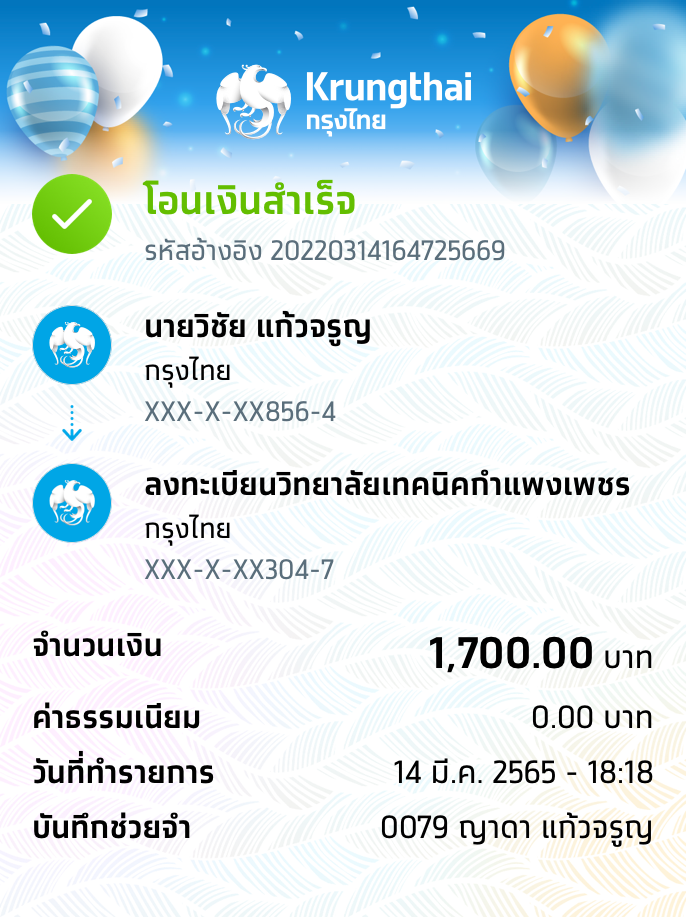 Krungthai
กรุงไทย
โอนเงินสำเร็จ
รหัสอ้างอิง 20220314164725669
นายวิชัย แก้วจรูญ
กรุงไทย
XXX-X-XX856-4
ลงทะเบียนวิทยาลัยเทคนิคกำแพงเพชร
กรุงไทย
XXX-X-XX304-7
จำนวนเงิน 1,700.00 บาท
ค่าธรรมเนียม 0.00 บาท
วันที่ทำรายการ 14 มี.ค. 2565 - 18:18
บันทึกช่วยจำ 0079 ญาดา แก้วจรูญ